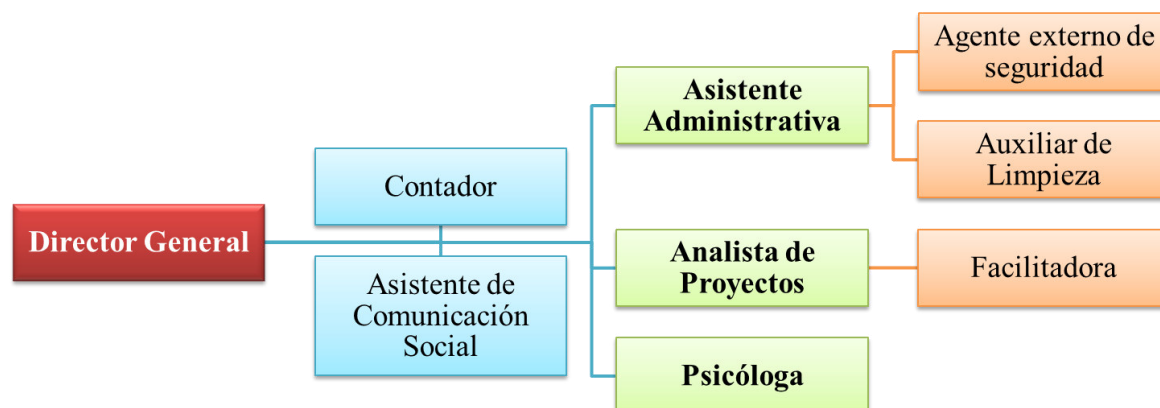 Director General
Contador
Asistente de
Comunicación
Social
Asistente
Administrativa
Analista de
Proyectos
Psicóloga
Agente externo de
seguridad
Auxiliar de
Limpieza
Facilitadora